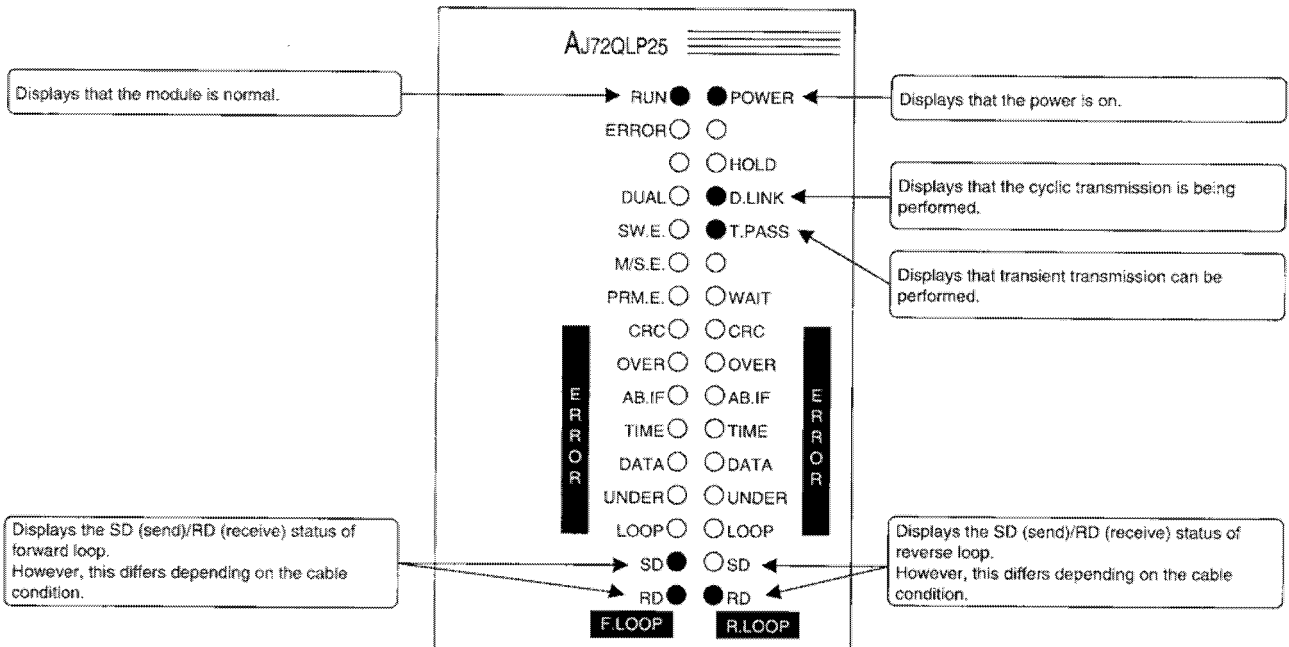 AJ72QLP25
Displays that the module is normal.
RUN POWER
Displays that the power is on.
ERROR
HOLD
DUAL D.LINK
Displays that the cyclic transmission is being
performed.
SW.E. T.PASS
M/S.E.
Displays that transient transmission can be
performed.
PRM.E. WAIT
CRC CRC
OVER OVER
AB.IF AB.IF
TIME TIME
DATA DATA
UNDER UNDER
LOOP LOOP
ERROR
ERROR
Displays the SD (send)/RD (receive) status of
forward loop.
However, this differs depending on the cable
condition.
SD SD
RD RD
F.LOOP R.LOOP
Displays the SD (send)/RD (receive) status of
reverse loop.
However, this differs depending on the cable
condition.